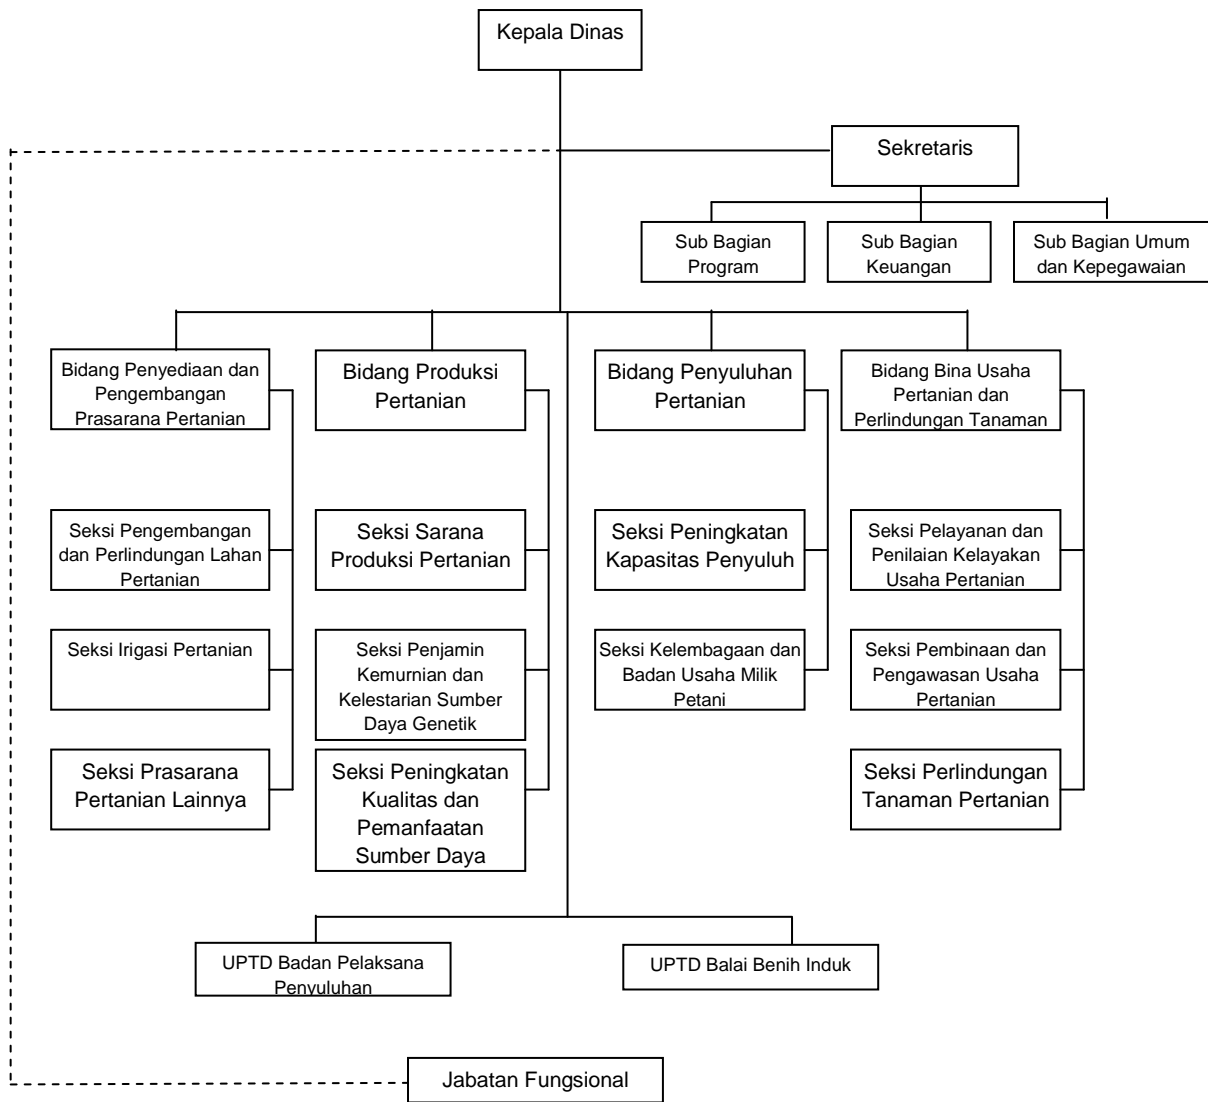 Kepala Dinas
Sekretaris
Sub Bagian
Program
Sub Bagian
Keuangan
Sub Bagian Umum
dan Kepegawaian
Bidang Penyediaan dan
Pengembangan
Prasarana Pertanian
Bidang Produksi
Pertanian
Bidang Penyuluhan
Pertanian
Bidang Bina Usaha
Pertanian dan
Perlindungan Tanaman
Seksi Pengembangan
dan Perlindungan Lahan
Pertanian
Seksi Sarana
Produksi Pertanian
Seksi Peningkatan
Kapasitas Penyuluh
Seksi Pelayanan dan
Penilaian Kelayakan
Usaha Pertanian
Seksi Irigasi Pertanian
Seksi Penjamin
Kemurnian dan
Kelestarian Sumber
Daya Genetik
Seksi Kelembagaan dan
Badan Usaha Milik
Petani
Seksi Pembinaan dan
Pengawasan Usaha
Pertanian
Seksi Prasarana
Pertanian Lainnya
Seksi Peningkatan
Kualitas dan
Pemanfaatan
Sumber Daya
Seksi Perlindungan
Tanaman Pertanian
UPTD Badan Pelaksana
Penyuluhan
UPTD Balai Benih Induk
Jabatan Fungsional